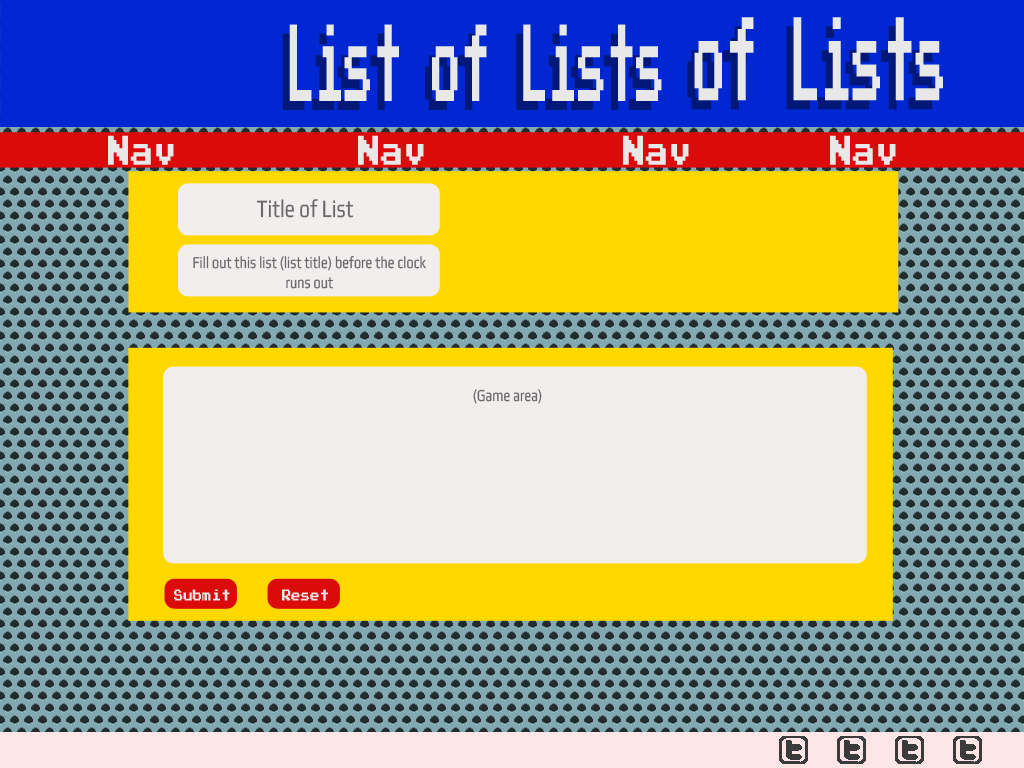 List of Lists of Lists
Nav Nav Nav Nav
Title of List
Fill out this list (list title) before the clock
runs out
(Game area)
Submit Reset